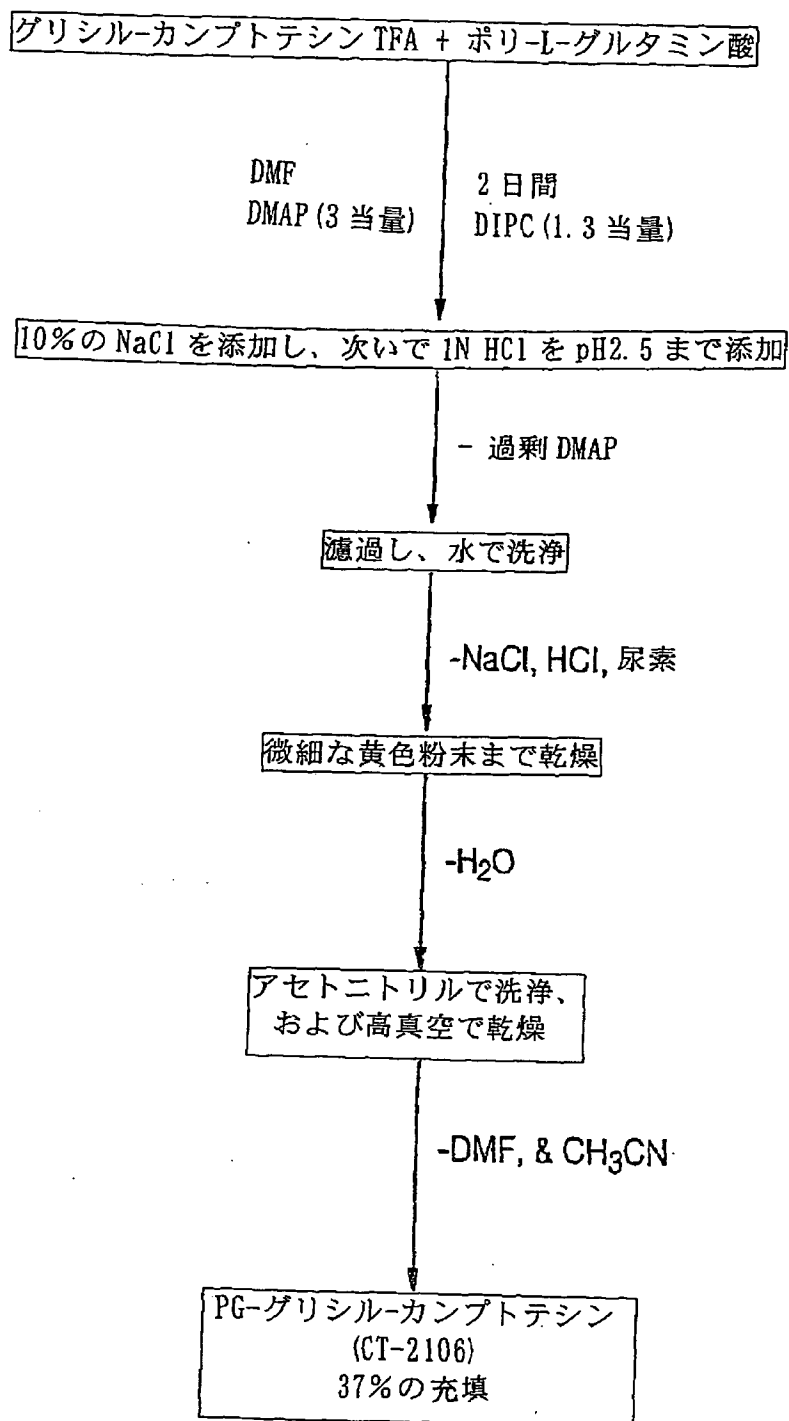 グリシル-カンプトテシン TFA + ポリ-L-グルタミン酸
DMF
DMAP (3 当量)
2 日間
DIPC (1.3 当量)
10%の NaCl を添加し、次いで 1N HCl を pH2.5 まで添加
- 過剰 DMAP
濾過し、水で洗浄
-NaCl, HCl, 尿素
微細な黄色粉末まで乾燥
-H₂O
アセトニトリルで洗浄、
および高真空で乾燥
-DMF, & CH₃CN
PG-グリシル-カンプトテシン
(CT-2106)
37%の充填